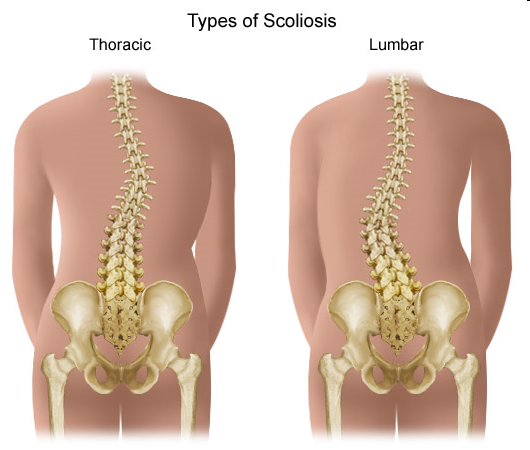 Types of Scoliosis
Thoracic
Lumbar